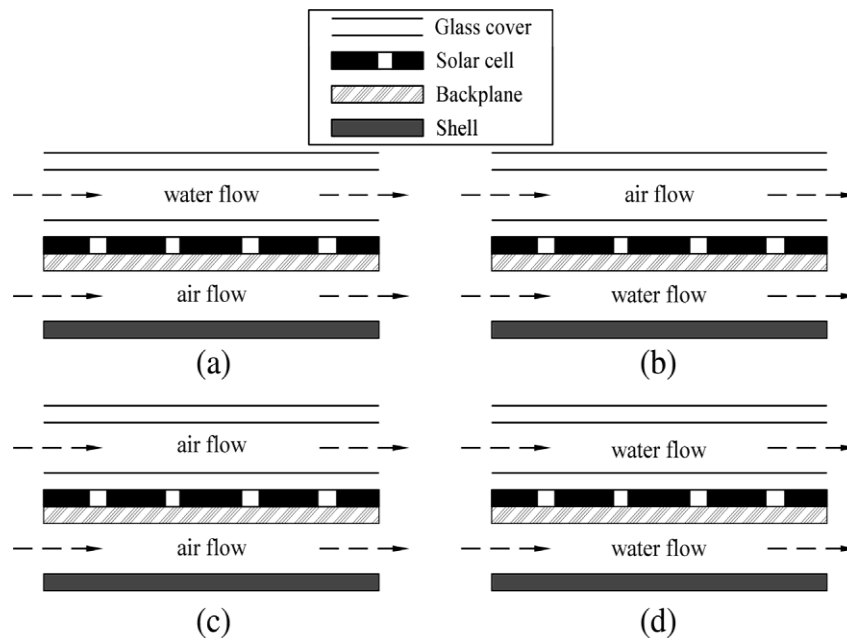 Glass cover
Solar cell
Backplane
Shell
water flow
air flow
(a)
air flow
water flow
(b)
air flow
air flow
(c)
water flow
water flow
(d)